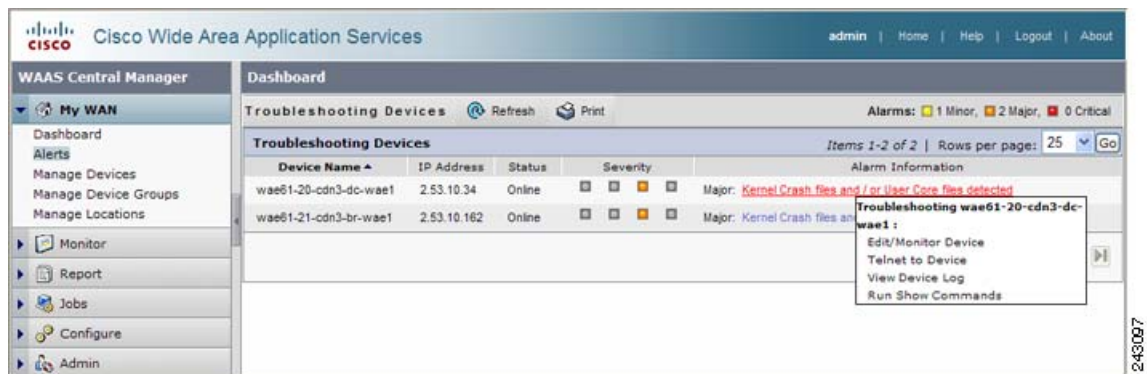 CISCO
Cisco Wide Area Application Services
admin | Home | Help | Logout | About
WAAS Central Manager
Dashboard
My WAN
Dashboard
Alerts
Manage Devices
Manage Device Groups
Manage Locations
Monitor
Report
Jobs
Configure
Admin
Troubleshooting Devices Refresh Print Alarms: 1 Minor, 2 Major, 0 Critical
Troubleshooting Devices Items 1-2 of 2 | Rows per page: 25 Go
Device Name IP Address Status Severity Alarm Information
wae61-20-cdn3-dc-wae1 2.53.10.34 Online Major: Kernel Crash files and / or User Core files detected
wae61-21-cdn3-br-wae1 2.53.10.162 Online Major: Kernel Crash files and
Troubleshooting wae61-20-cdn3-dc-
wae1 :
Edit/Monitor Device
Telnet to Device
View Device Log
Run Show Commands
243097